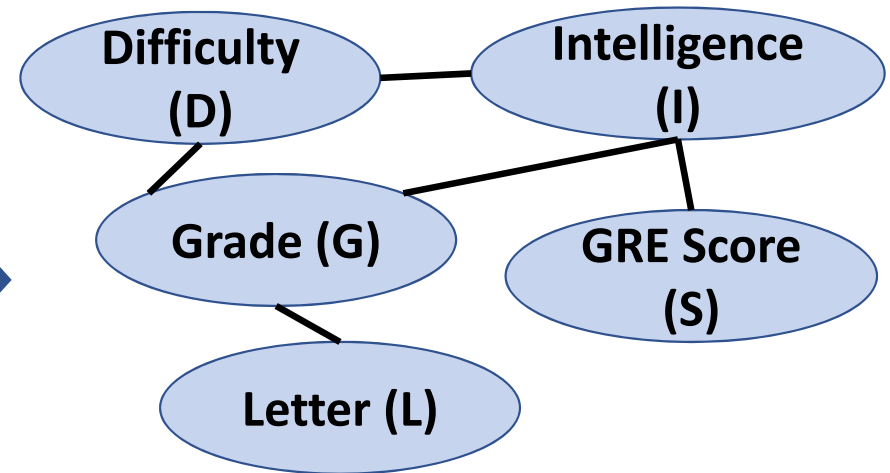 Difficulty
(D)
Intelligence
(I)
Grade (G)
GRE Score
(S)
Letter (L)